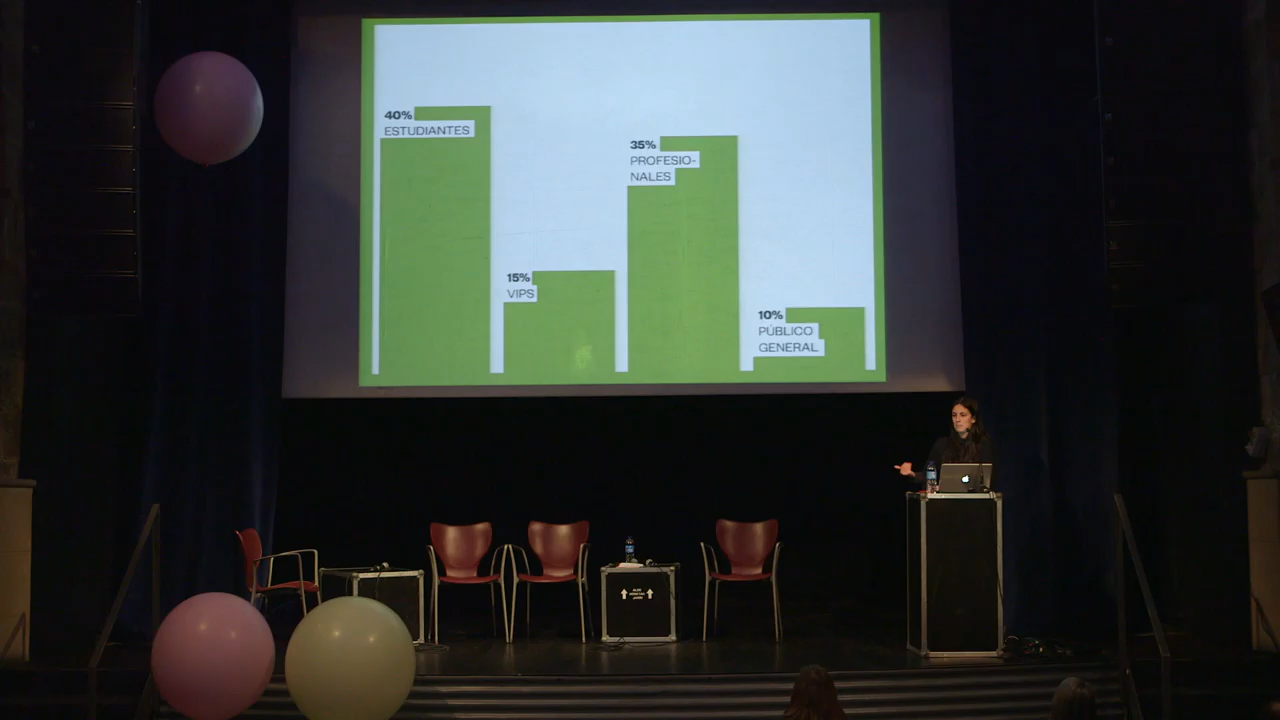 40%
ESTUDIANTES
15%
VIPS
35%
PROFESIO-
NALES
10%
PÚBLICO
GENERAL